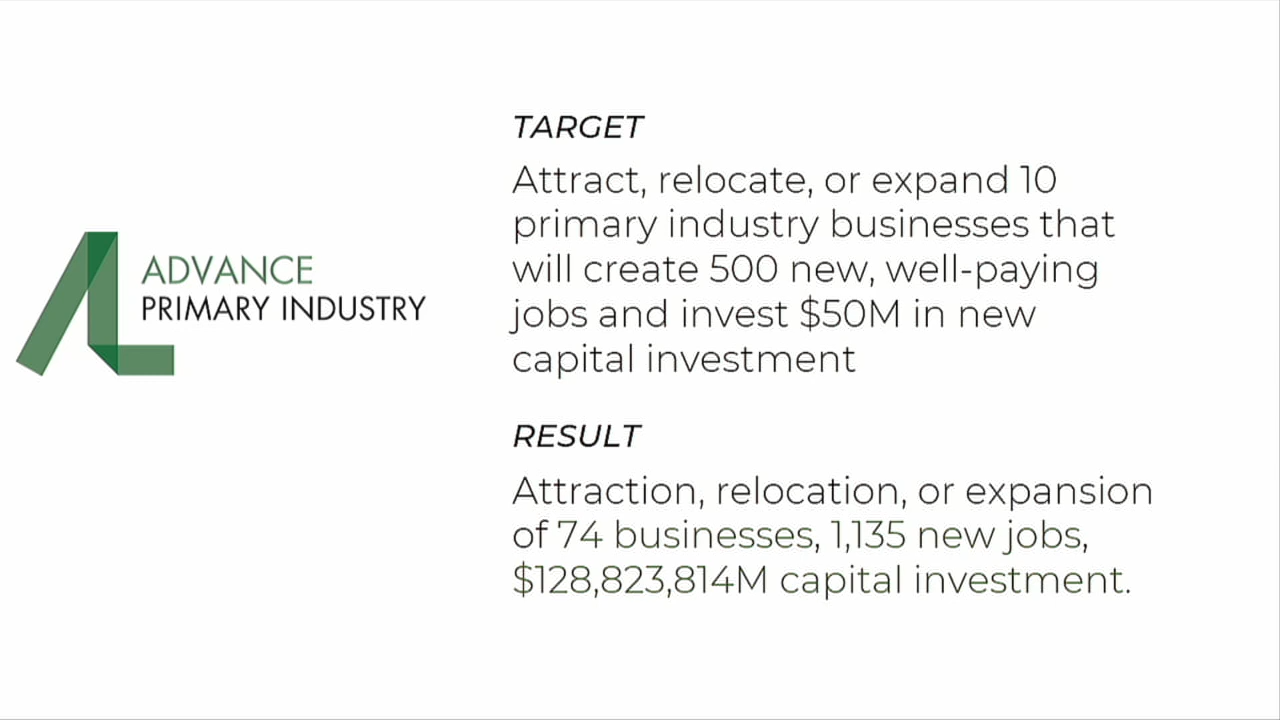 ADVANCE
PRIMARY INDUSTRY
TARGET
Attract, relocate, or expand 10
primary industry businesses that
will create 500 new, well-paying
jobs and invest $50M in new
capital investment
RESULT
Attraction, relocation, or expansion
of 74 businesses, 1,135 new jobs,
$128,823,814M capital investment.